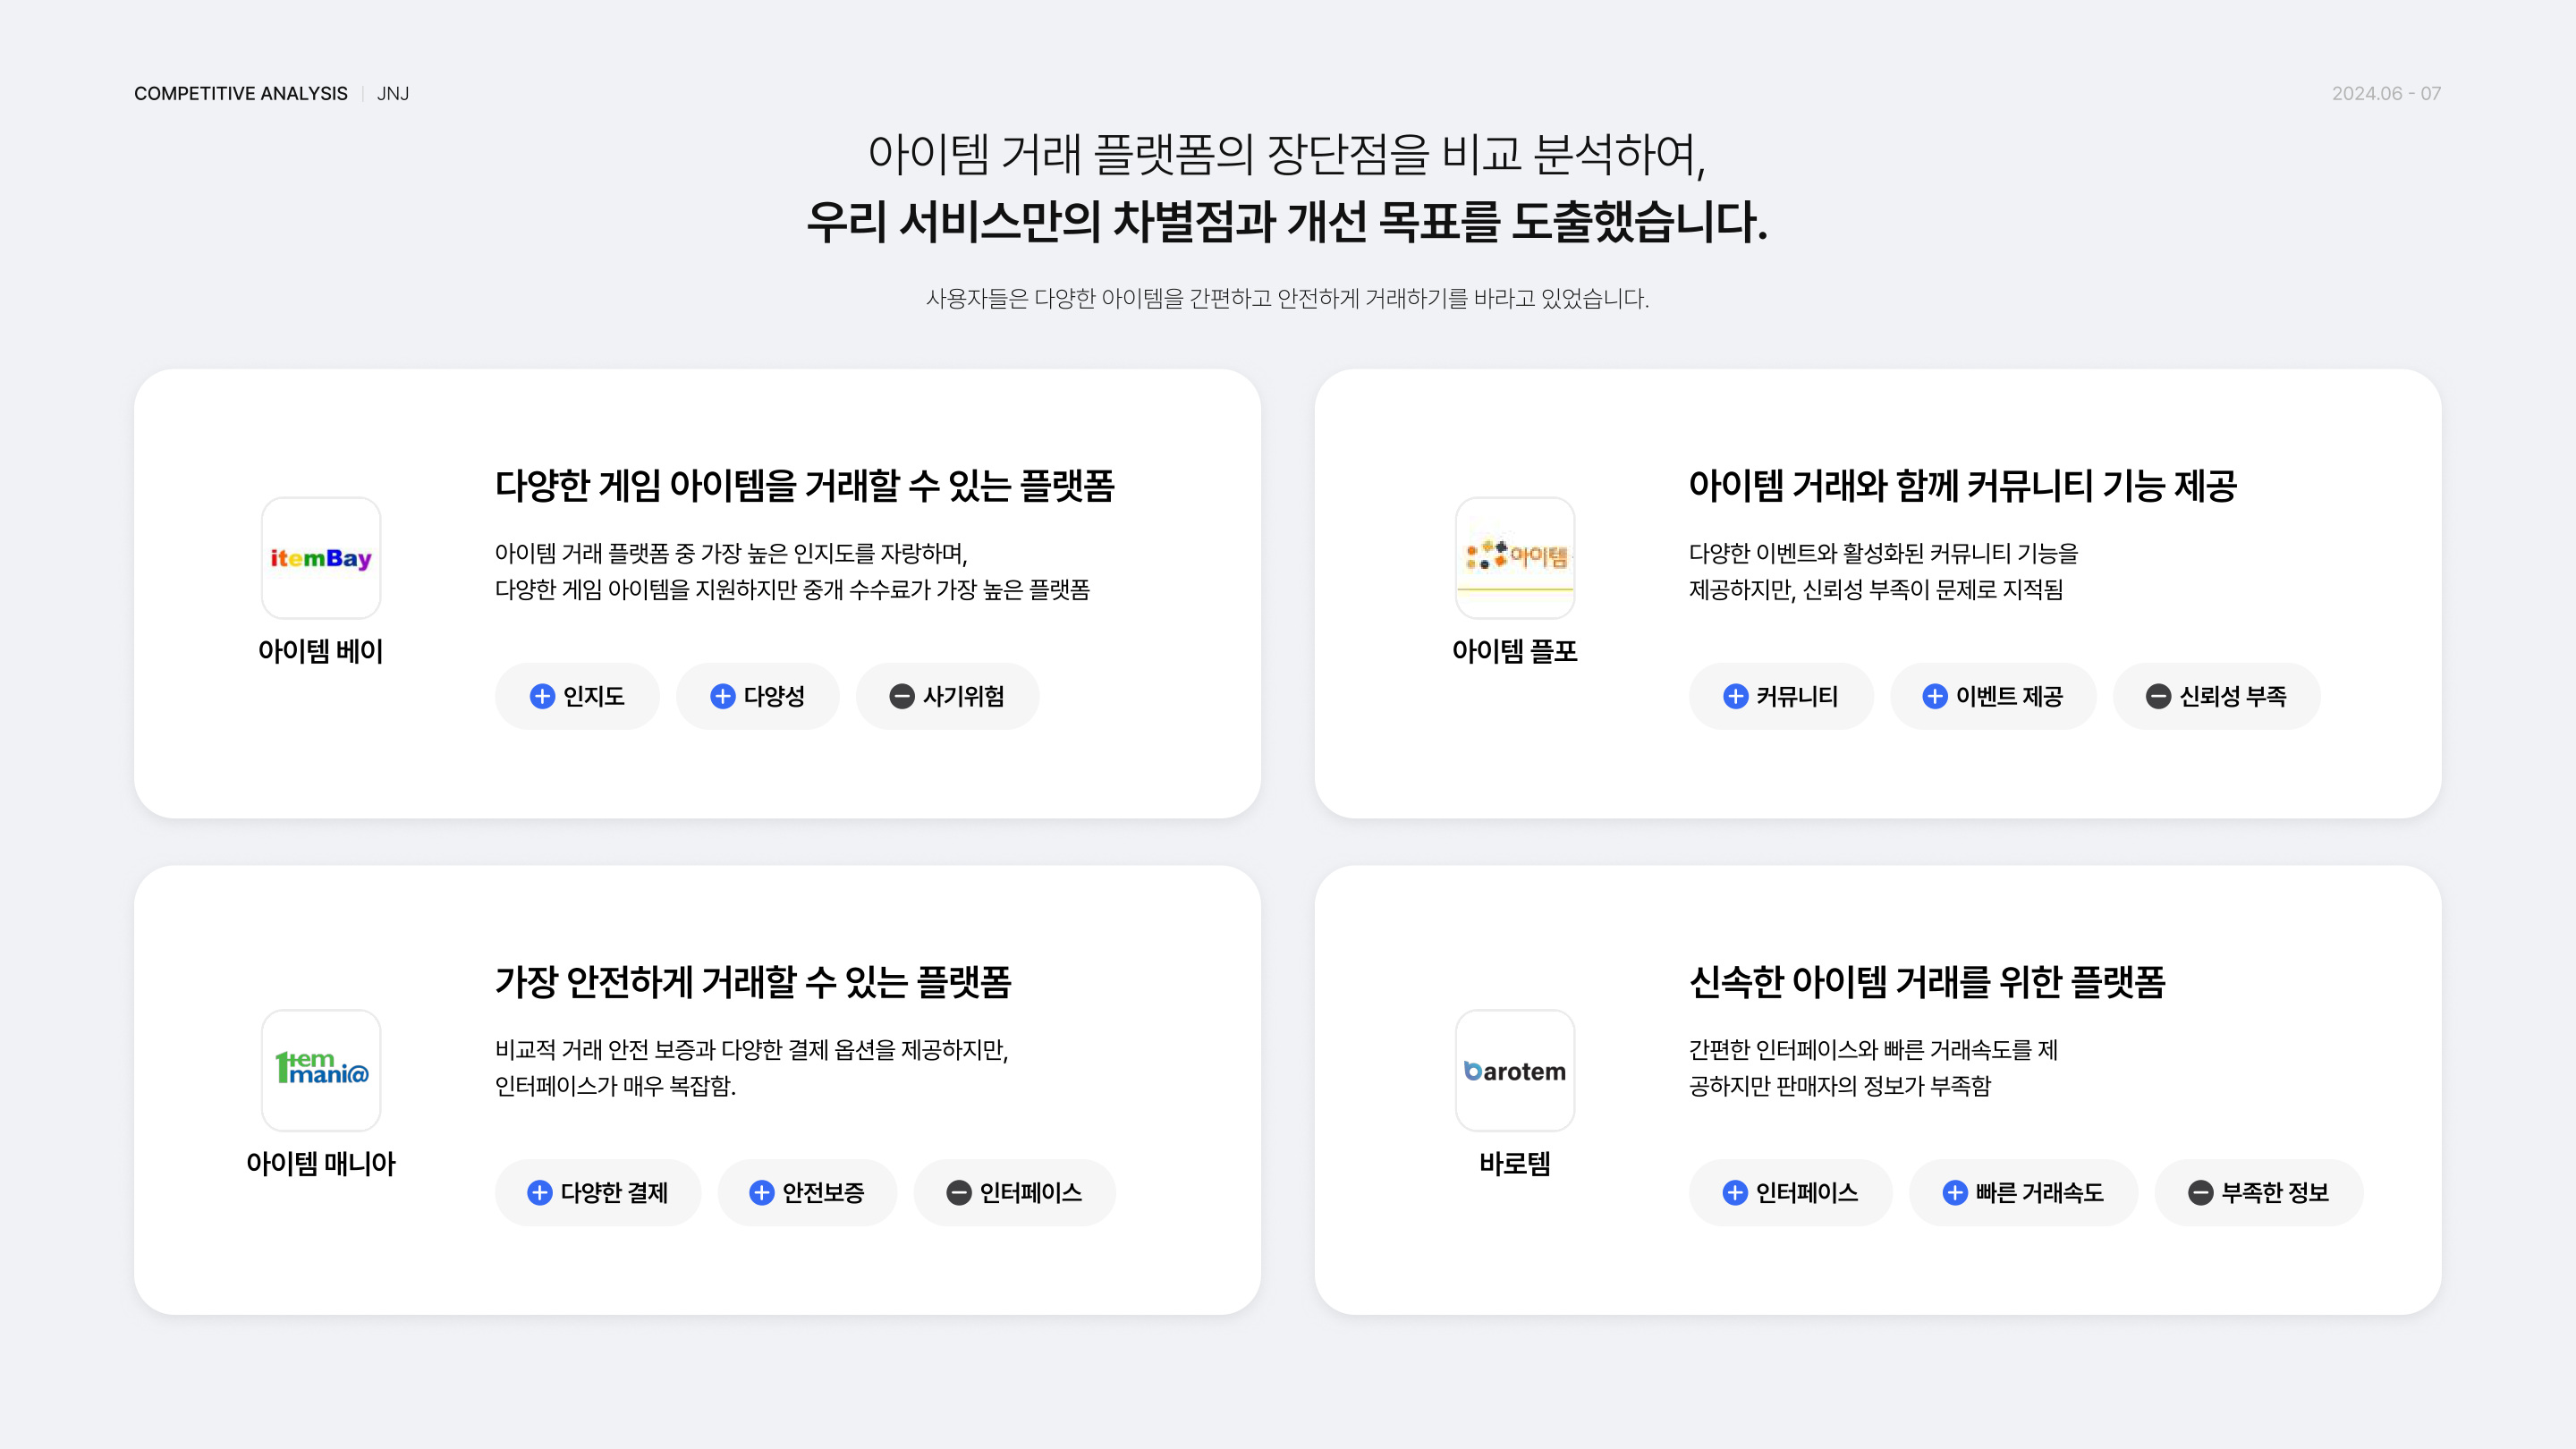 COMPETITIVE ANALYSIS | JNJ
2024.06 - 07
아이템 거래 플랫폼의 장단점을 비교 분석하여,
우리 서비스만의 차별점과 개선 목표를 도출했습니다.
사용자들은 다양한 아이템을 간편하고 안전하게 거래하기를 바라고 있었습니다.
itemBay
아이템 베이
다양한 게임 아이템을 거래할 수 있는 플랫폼
아이템 거래 플랫폼 중 가장 높은 인지도를 자랑하며,
다양한 게임 아이템을 지원하지만 중개 수수료가 가장 높은 플랫폼
인지도
다양성
사기위험
아이템
아이템 플포
아이템 거래와 함께 커뮤니티 기능 제공
다양한 이벤트와 활성화된 커뮤니티 기능을
제공하지만, 신뢰성 부족이 문제로 지적됨
커뮤니티
이벤트 제공
신뢰성 부족
Item
mani@
아이템 매니아
가장 안전하게 거래할 수 있는 플랫폼
비교적 거래 안전 보증과 다양한 결제 옵션을 제공하지만,
인터페이스가 매우 복잡함.
다양한 결제
안전보증
인터페이스
barotem
바로템
신속한 아이템 거래를 위한 플랫폼
간편한 인터페이스와 빠른 거래속도를 제
공하지만 판매자의 정보가 부족함
인터페이스
빠른 거래속도
부족한 정보